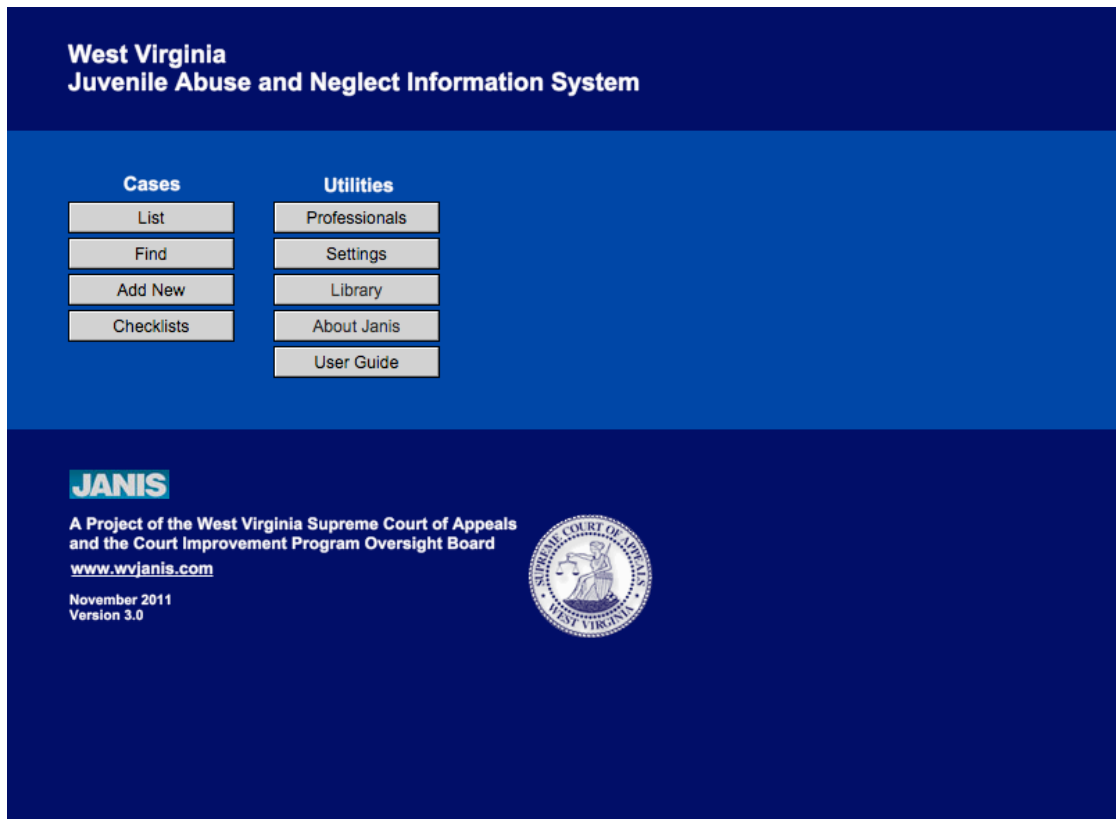 West Virginia
Juvenile Abuse and Neglect Information System
Cases
List
Find
Add New
Checklists
Utilities
Professionals
Settings
Library
About Janis
User Guide
JANIS
A Project of the West Virginia Supreme Court of Appeals
and the Court Improvement Program Oversight Board
www.wvjanis.com
November 2011
Version 3.0
SUPREME COURT OF APPEALS
WEST VIRGINIA